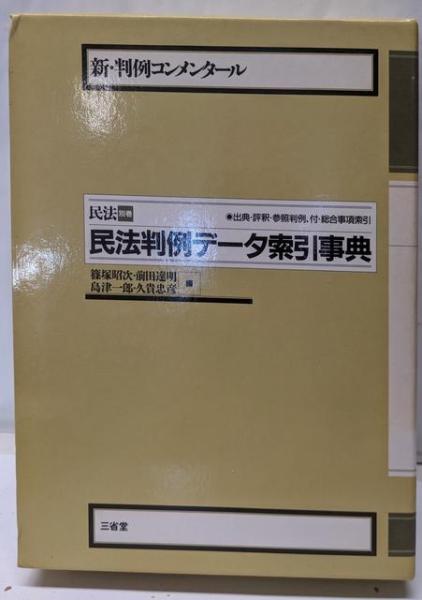 新・判例コンメンタール
民法 別巻
●出典・評釈・参照判例、付・総合事項索引
民法判例データ索引事典
篠塚昭次・前田達明
島津一郎・久貴忠彦 編
三省堂